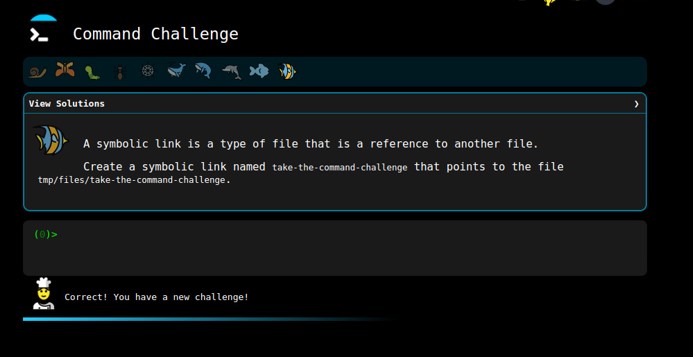 Command Challenge
View Solutions
A symbolic link is a type of file that is a reference to another file.
Create a symbolic link named take-the-command-challenge that points to the file
tmp/files/take-the-command-challenge.
(0)>
Correct! You have a new challenge!